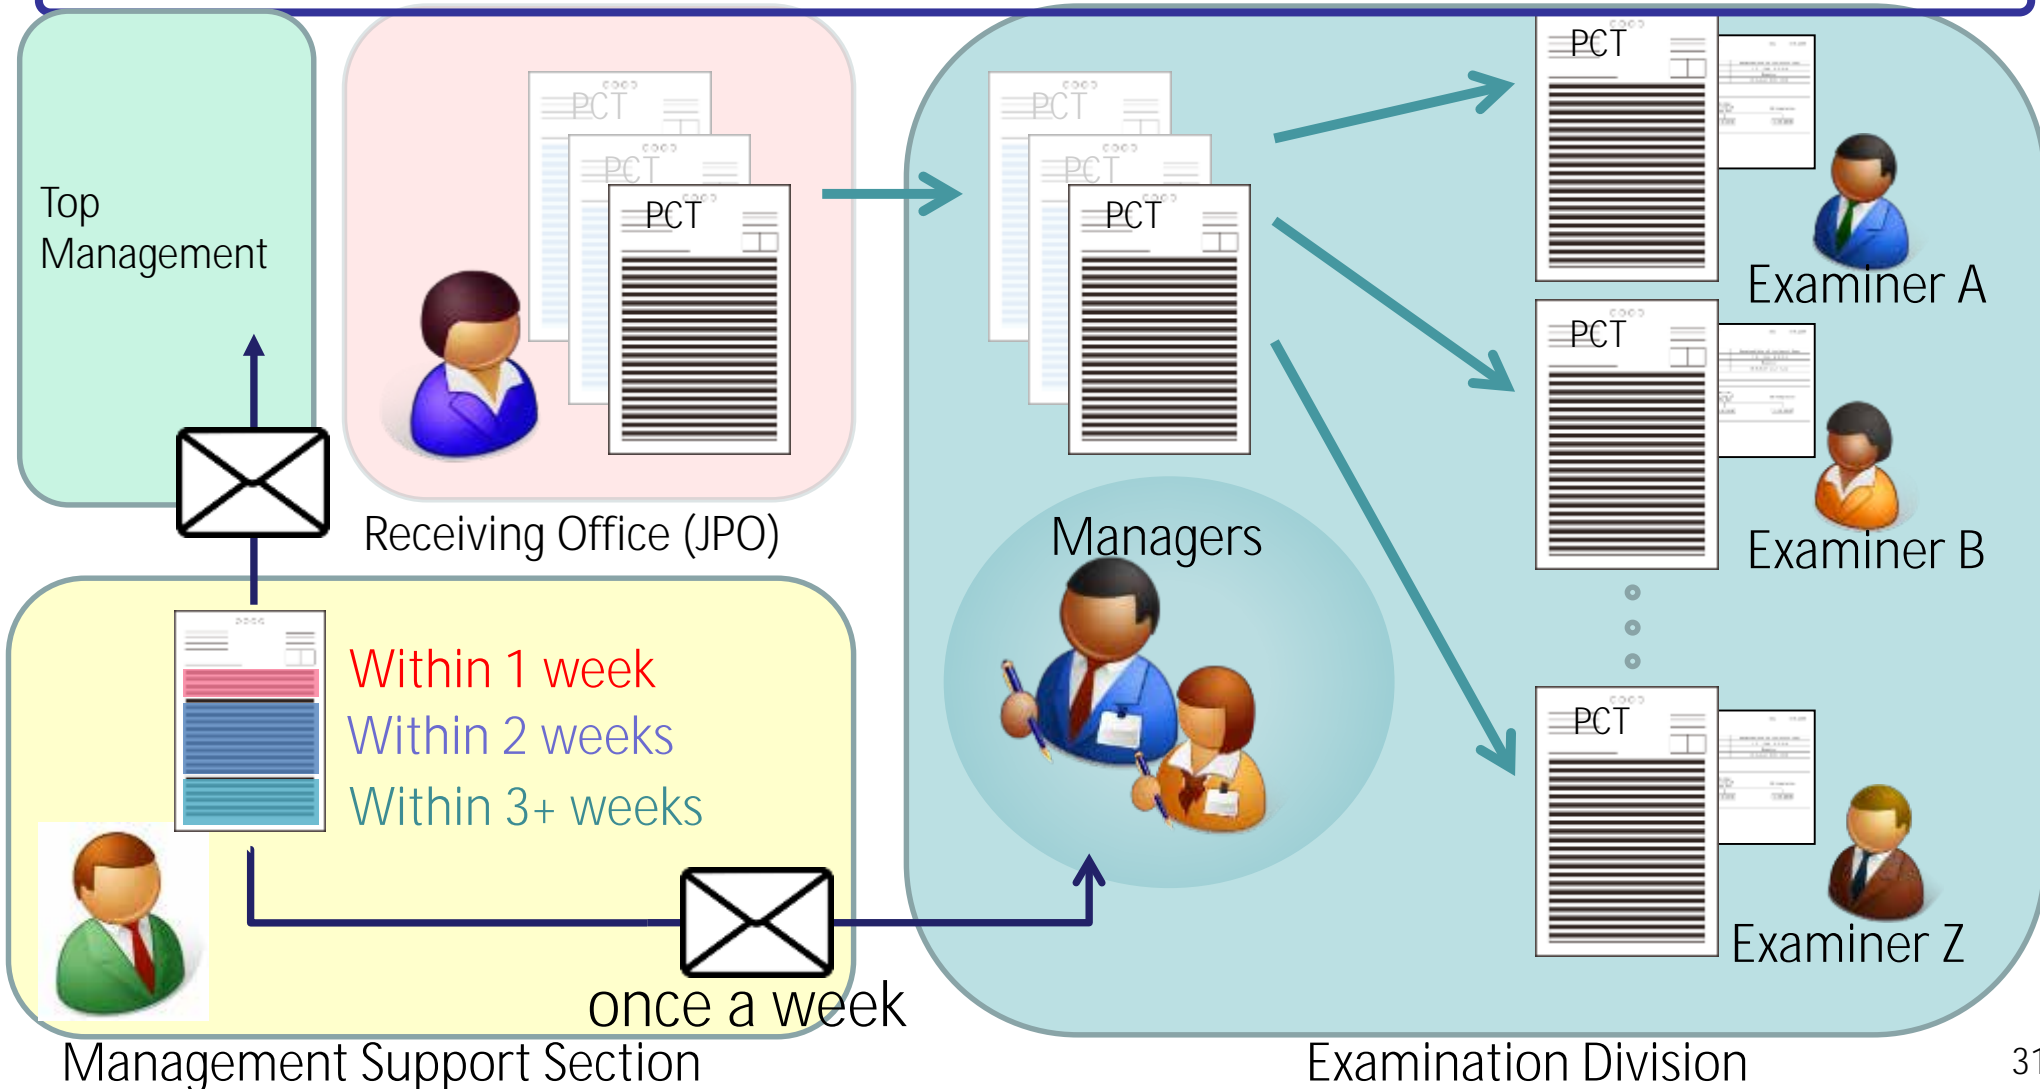 Top
Management
PCT
PCT
PCT
Receiving Office (JPO)
PCT
PCT
PCT
Managers
PCT
Examiner A
PCT
Examiner B
PCT
Examiner Z
Within 1 week
Within 2 weeks
Within 3+ weeks
once a week
Management Support Section
Examination Division
31